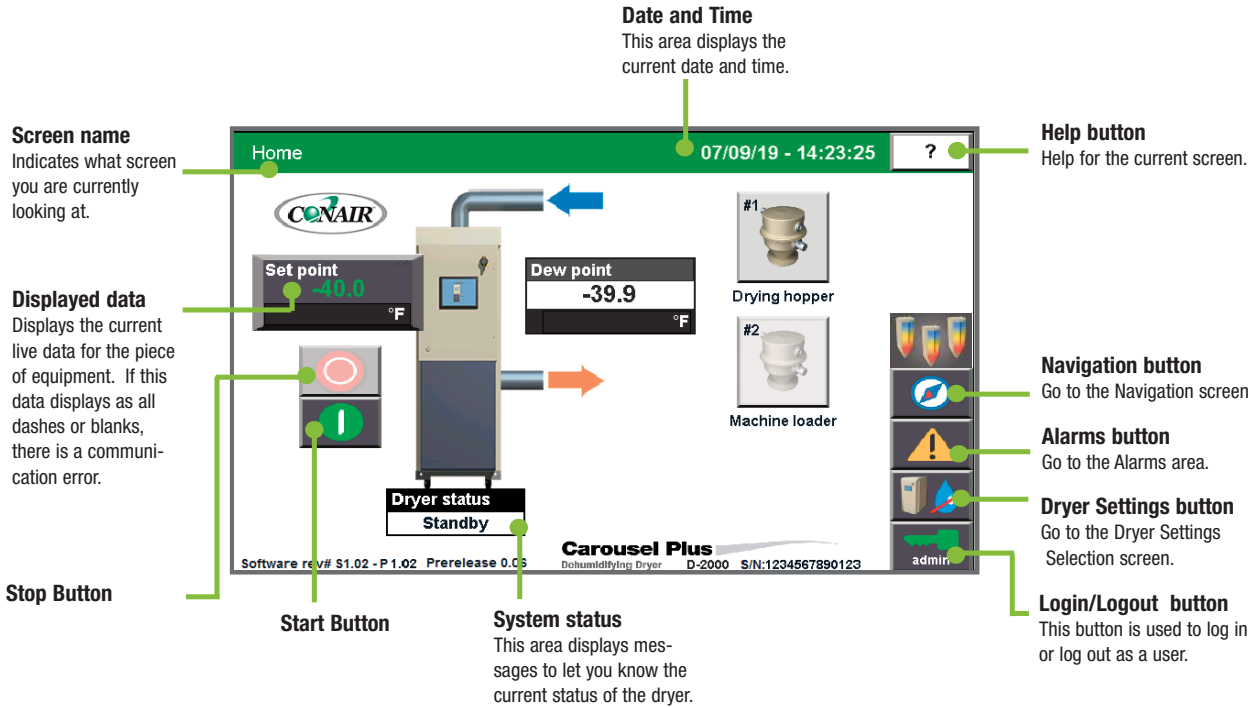 Date and Time
This area displays the
current date and time.
Screen name
Indicates what screen
you are currently
looking at.
Displayed data
Displays the current
live data for the piece
of equipment. If this
data displays as all
dashes or blanks,
there is a communi-
cation error.
Stop Button
Start Button
System status
This area displays mes-
sages to let you know the
current status of the dryer.
Home
07/09/19 - 14:23:25
?
CONAIR
Set point
-40.0
°F
Dew point
-39.9
°F
#1
Drying hopper
#2
Machine loader
Dryer status
Standby
Software rev# S1.02 - P1.02 Prerelease 0.06
Carousel Plus
Dehumidifying Dryer D-2000 S/N:1234567890123
admin
Help button
Help for the current screen.
Navigation button
Go to the Navigation screen
Alarms button
Go to the Alarms area.
Dryer Settings button
Go to the Dryer Settings
Selection screen.
Login/Logout button
This button is used to log in
or log out as a user.